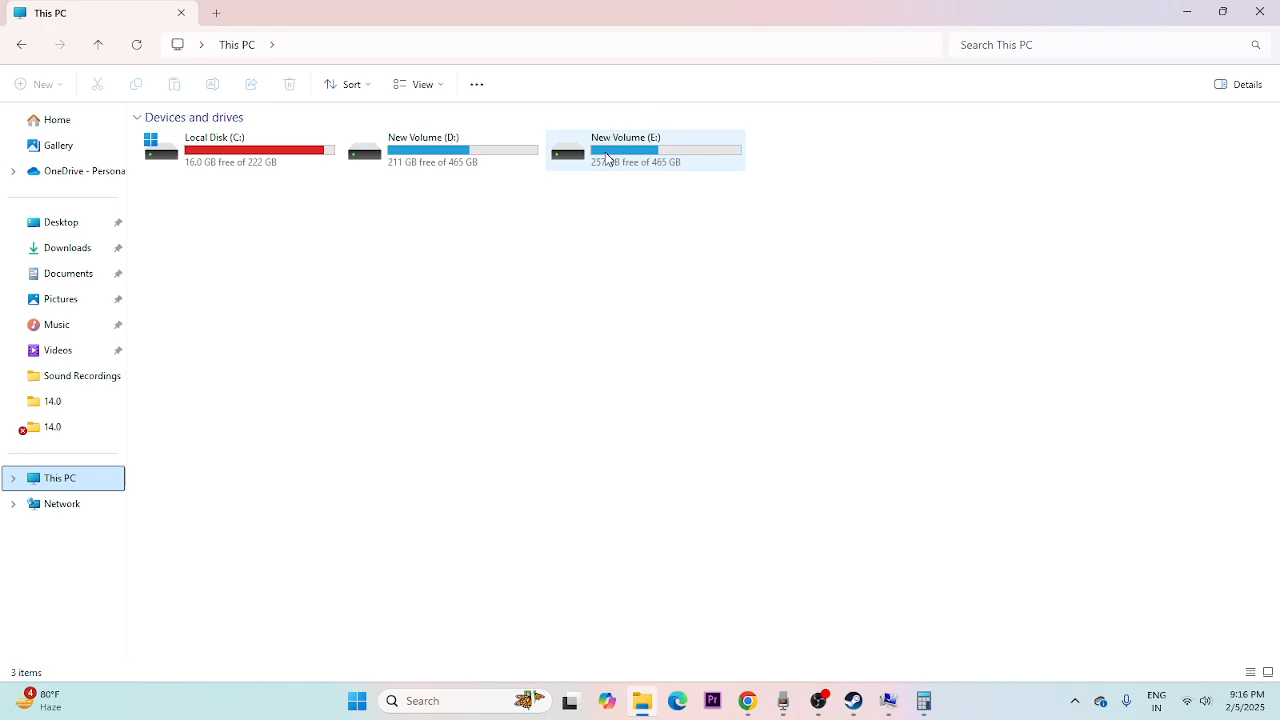 This PC
This PC
Search This PC
New
Sort
View
Details
Home
Gallery
OneDrive - Persona
Desktop
Downloads
Documents
Pictures
Music
Videos
Sound Recordings
14.0
14.0
This PC
Network
Devices and drives
Local Disk (C:)
16.0 GB free of 222 GB
New Volume (D:)
211 GB free of 465 GB
New Volume (E:)
free of 465 GB
3 items
4
80°F
Haze
Search
Pr
ENG
IN
9:16 PM
2/5/2025